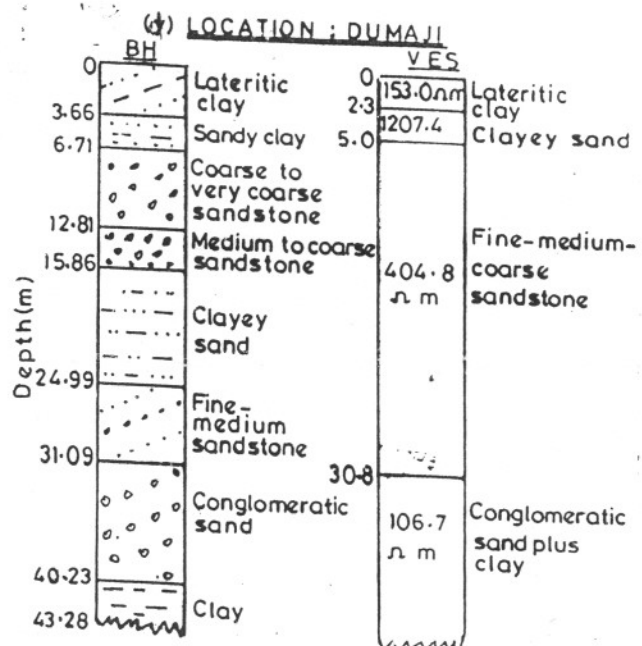 LOCATION : DUMAJI
BH
0
Lateritic
clay
3.66
Sandy clay
6.71
Coarse to
very coarse
sandstone
12.81
Medium to coarse
sandstone
15.86
Clayey
sand
24.99
Fine-
medium
sandstone
31.09
Conglomeratic
sand
40.23
Clay
43.28
Depth(m)
VES
0
153.0ΩM
Lateritic
clay
2.3
1207.4
Clayey sand
5.0
404.8
Ω m
Fine-medium-
coarse
sandstone
30.8
106.7
Ω m
Conglomeratic
sand plus
clay